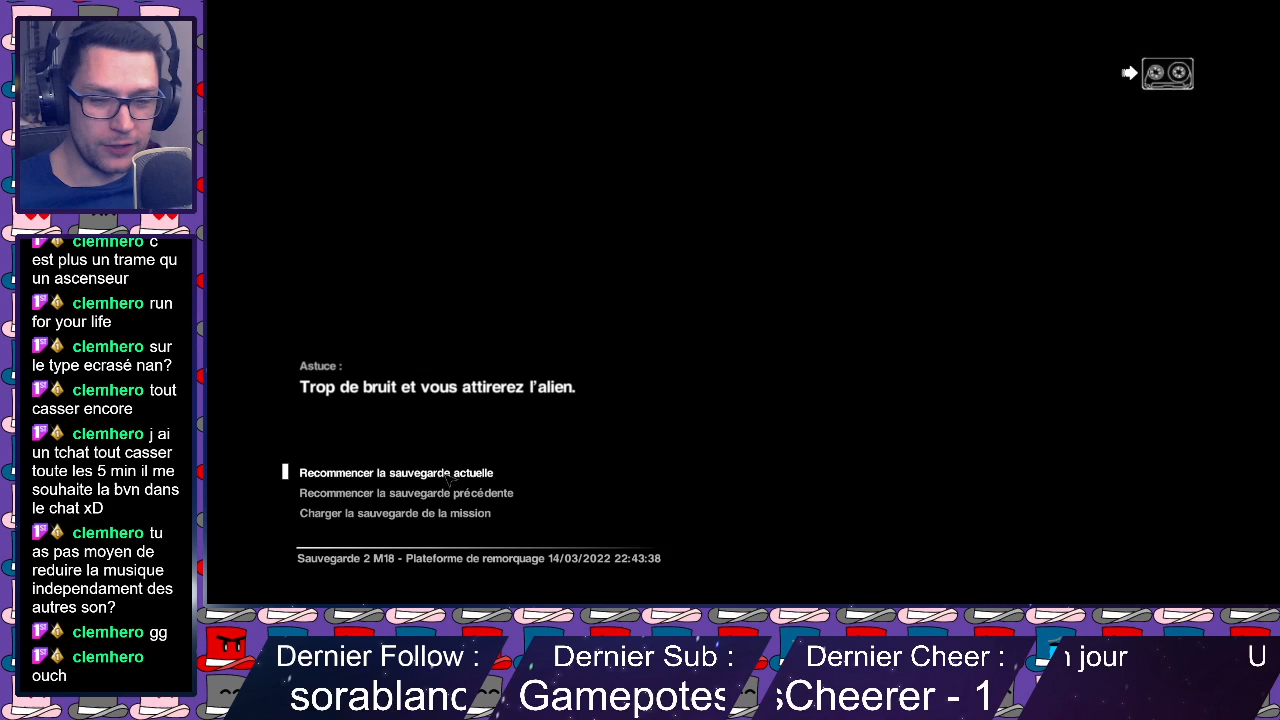 clemhero c
est plus un trame qu
un ascenseur
clemhero run
for your life
clemhero sur
le type ecrasé nan?
clemhero tout
casser encore
clemhero j ai
un tchat tout casser
toute les 5 min il me
souhaite la bvn dans
le chat xD
clemhero tu
as pas moyen de
reduire la musique
independament des
autres son?
clemhero gg
clemhero
ouch
Astuce :
Trop de bruit et vous attirerez l'alien.
Recommencer la sauvegarde actuelle
Recommencer la sauvegarde précédente
Charger la sauvegarde de la mission
Sauvegarde 2 M18 - Plateforme de remorquage 14/03/2022 22:43:38
Dernier Follow :
sorablanc
Dernier Sub :
Gamepotes
Dernier Cheer :
sCheerer - 1
n jour U